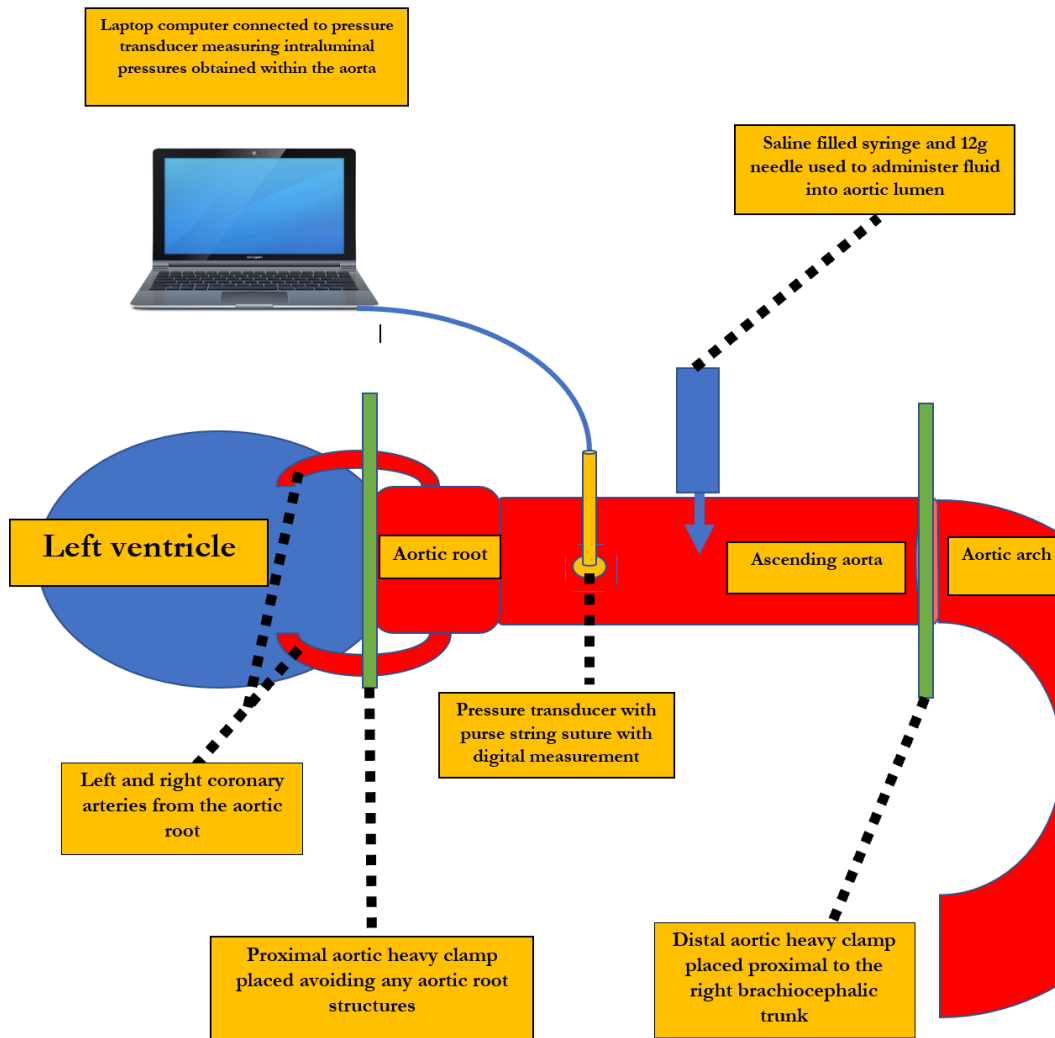 Laptop computer connected to pressure
transducer measuring intraluminal
pressures obtained within the aorta
Saline filled syringe and 12g
needle used to administer fluid
into aortic lumen
Left ventricle
Aortic root
Ascending aorta
Aortic arch
Pressure transducer with
purse string suture with
digital measurement
Left and right coronary
arteries from the aortic
root
Proximal aortic heavy clamp
placed avoiding any aortic root
structures
Distal aortic heavy clamp
placed proximal to the
right brachiocephalic
trunk